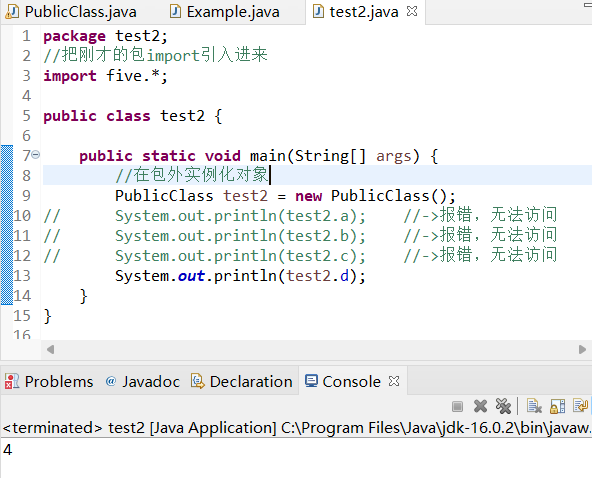 PublicClass.java Example.java test2.java
1 package test2;
2 //把刚才的包import引入进来
3 import five.*;
4
5 public class test2 {
6
7 public static void main(String[] args) {
8 //在包外实例化对象
9 PublicClass test2 = new PublicClass();
10 // System.out.println(test2.a); //->报错，无法访问
11 // System.out.println(test2.b); //->报错，无法访问
12 // System.out.println(test2.c); //->报错，无法访问
13 System.out.println(test2.d);
14 }
15 }
16
Problems @ Javadoc Declaration Console
<terminated> test2 [Java Application] C:\Program Files\Java\jdk-16.0.2\bin\javaw.
4